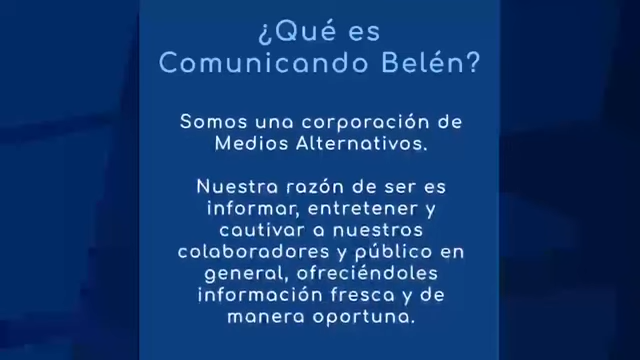 ¿Qué es
Comunicando Belén?
Somos una corporación de
Medios Alternativos.
Nuestra razón de ser es
informar, entretener y
cautivar a nuestros
colaboradores y público en
general, ofreciéndoles
información fresca y de
manera oportuna.